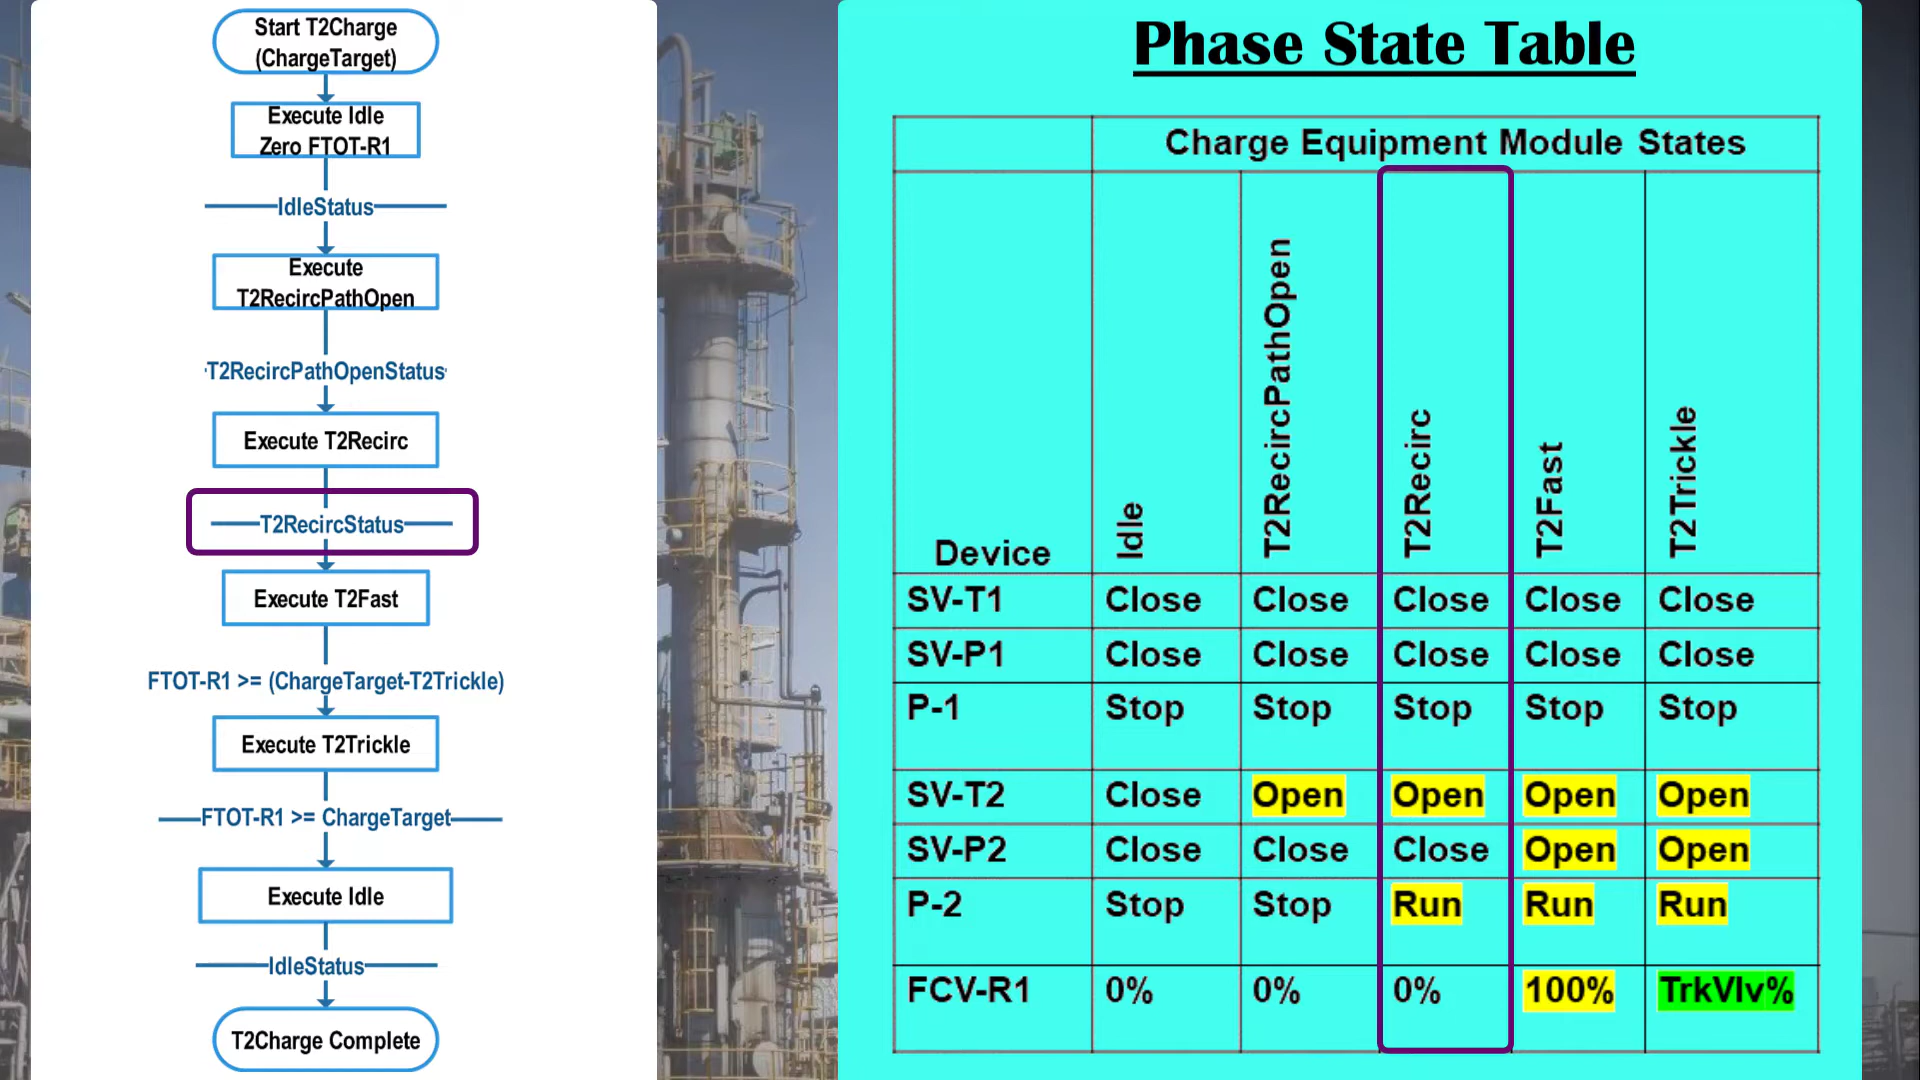 Start T2Charge
(ChargeTarget)
Execute Idle
Zero FTOT-R1
IdleStatus
Execute
T2RecircPathOpen
T2RecircPathOpenStatus
Execute T2Recirc
T2RecircStatus
Execute T2Fast
FTOT-R1 >= (ChargeTarget-T2Trickle)
Execute T2Trickle
FTOT-R1 >= ChargeTarget
Execute Idle
IdleStatus
T2Charge Complete
Phase State Table
Charge Equipment Module States
Device Idle T2RecircPathOpen T2Recirc T2Fast T2Trickle
SV-T1 Close Close Close Close Close
SV-P1 Close Close Close Close Close
P-1 Stop Stop Stop Stop Stop
SV-T2 Close Open Open Open Open
SV-P2 Close Close Close Open Open
P-2 Stop Stop Run Run Run
FCV-R1 0% 0% 0% 100% TrkVlv%